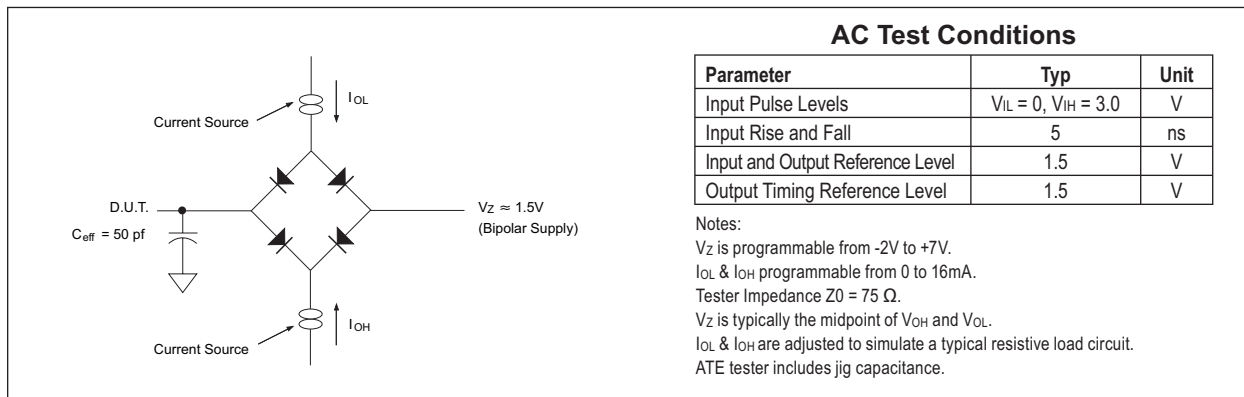 I OL
Current Source
D.U.T.
Ceff = 50 pf
VZ ≈ 1.5V
(Bipolar Supply)
I OH
Current Source
AC Test Conditions
Parameter Typ Unit
Input Pulse Levels VIL = 0, VIH = 3.0 V
Input Rise and Fall 5 ns
Input and Output Reference Level 1.5 V
Output Timing Reference Level 1.5 V
Notes:
VZ is programmable from -2V to +7V.
IOL & IOH programmable from 0 to 16mA.
Tester Impedance Z0 = 75 Ω.
VZ is typically the midpoint of VOH and VOL.
IOL & IOH are adjusted to simulate a typical resistive load circuit.
ATE tester includes jig capacitance.